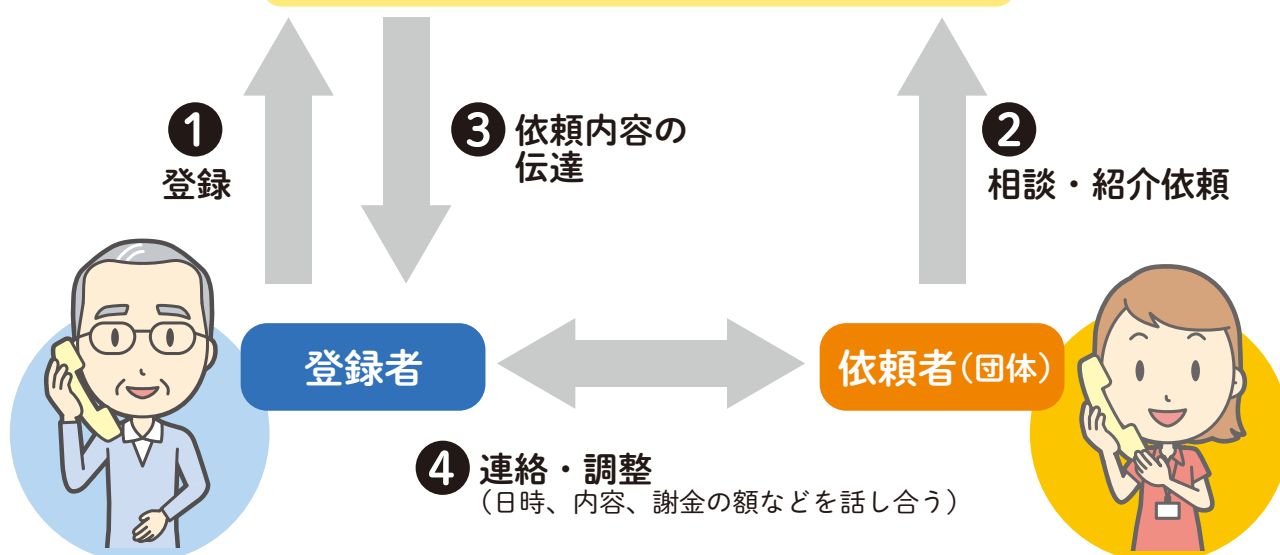 ❶
登録
❸ 依頼内容の
伝達
❷
相談・紹介依頼
登録者
依頼者（団体）
❹ 連絡・調整
（日時、内容、謝金の額などを話し合う）